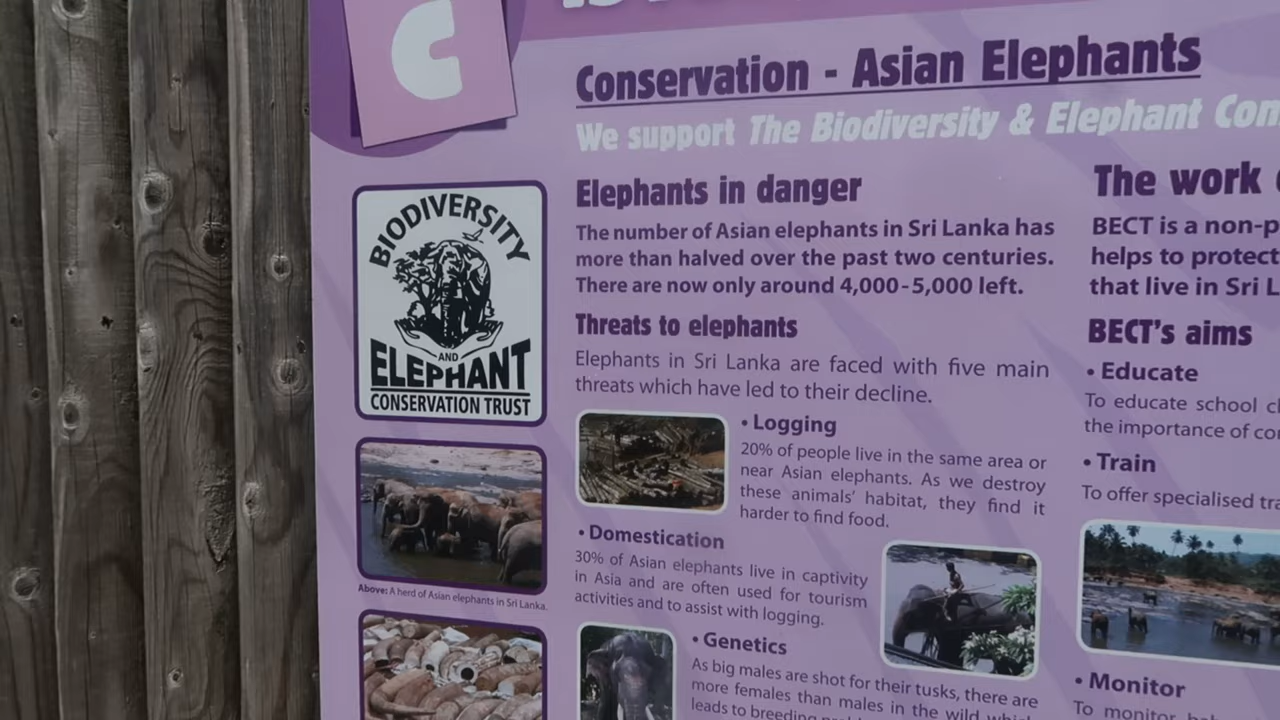 C
Conservation - Asian Elephants
We support The Biodiversity & Elephant Con
BIODIVERSITY
AND
ELEPHANT
CONSERVATION TRUST
Above: A herd of Asian elephants in Sri Lanka.
Elephants in danger
The number of Asian elephants in Sri Lanka has
more than halved over the past two centuries.
There are now only around 4,000-5,000 left.
Threats to elephants
Elephants in Sri Lanka are faced with five main
threats which have led to their decline.
• Logging
20% of people live in the same area or
near Asian elephants. As we destroy
these animals' habitat, they find it
harder to find food.
• Domestication
30% of Asian elephants live in captivity
in Asia and are often used for tourism
activities and to assist with logging.
• Genetics
As big males are shot for their tusks, there are
more females than males in the wild which
leads to breeding
The work
BECT is a non-p
helps to protect
that live in Sri L
BECT's aims
• Educate
To educate school c
the importance of co
• Train
To offer specialised tra
• Monitor
To monitor